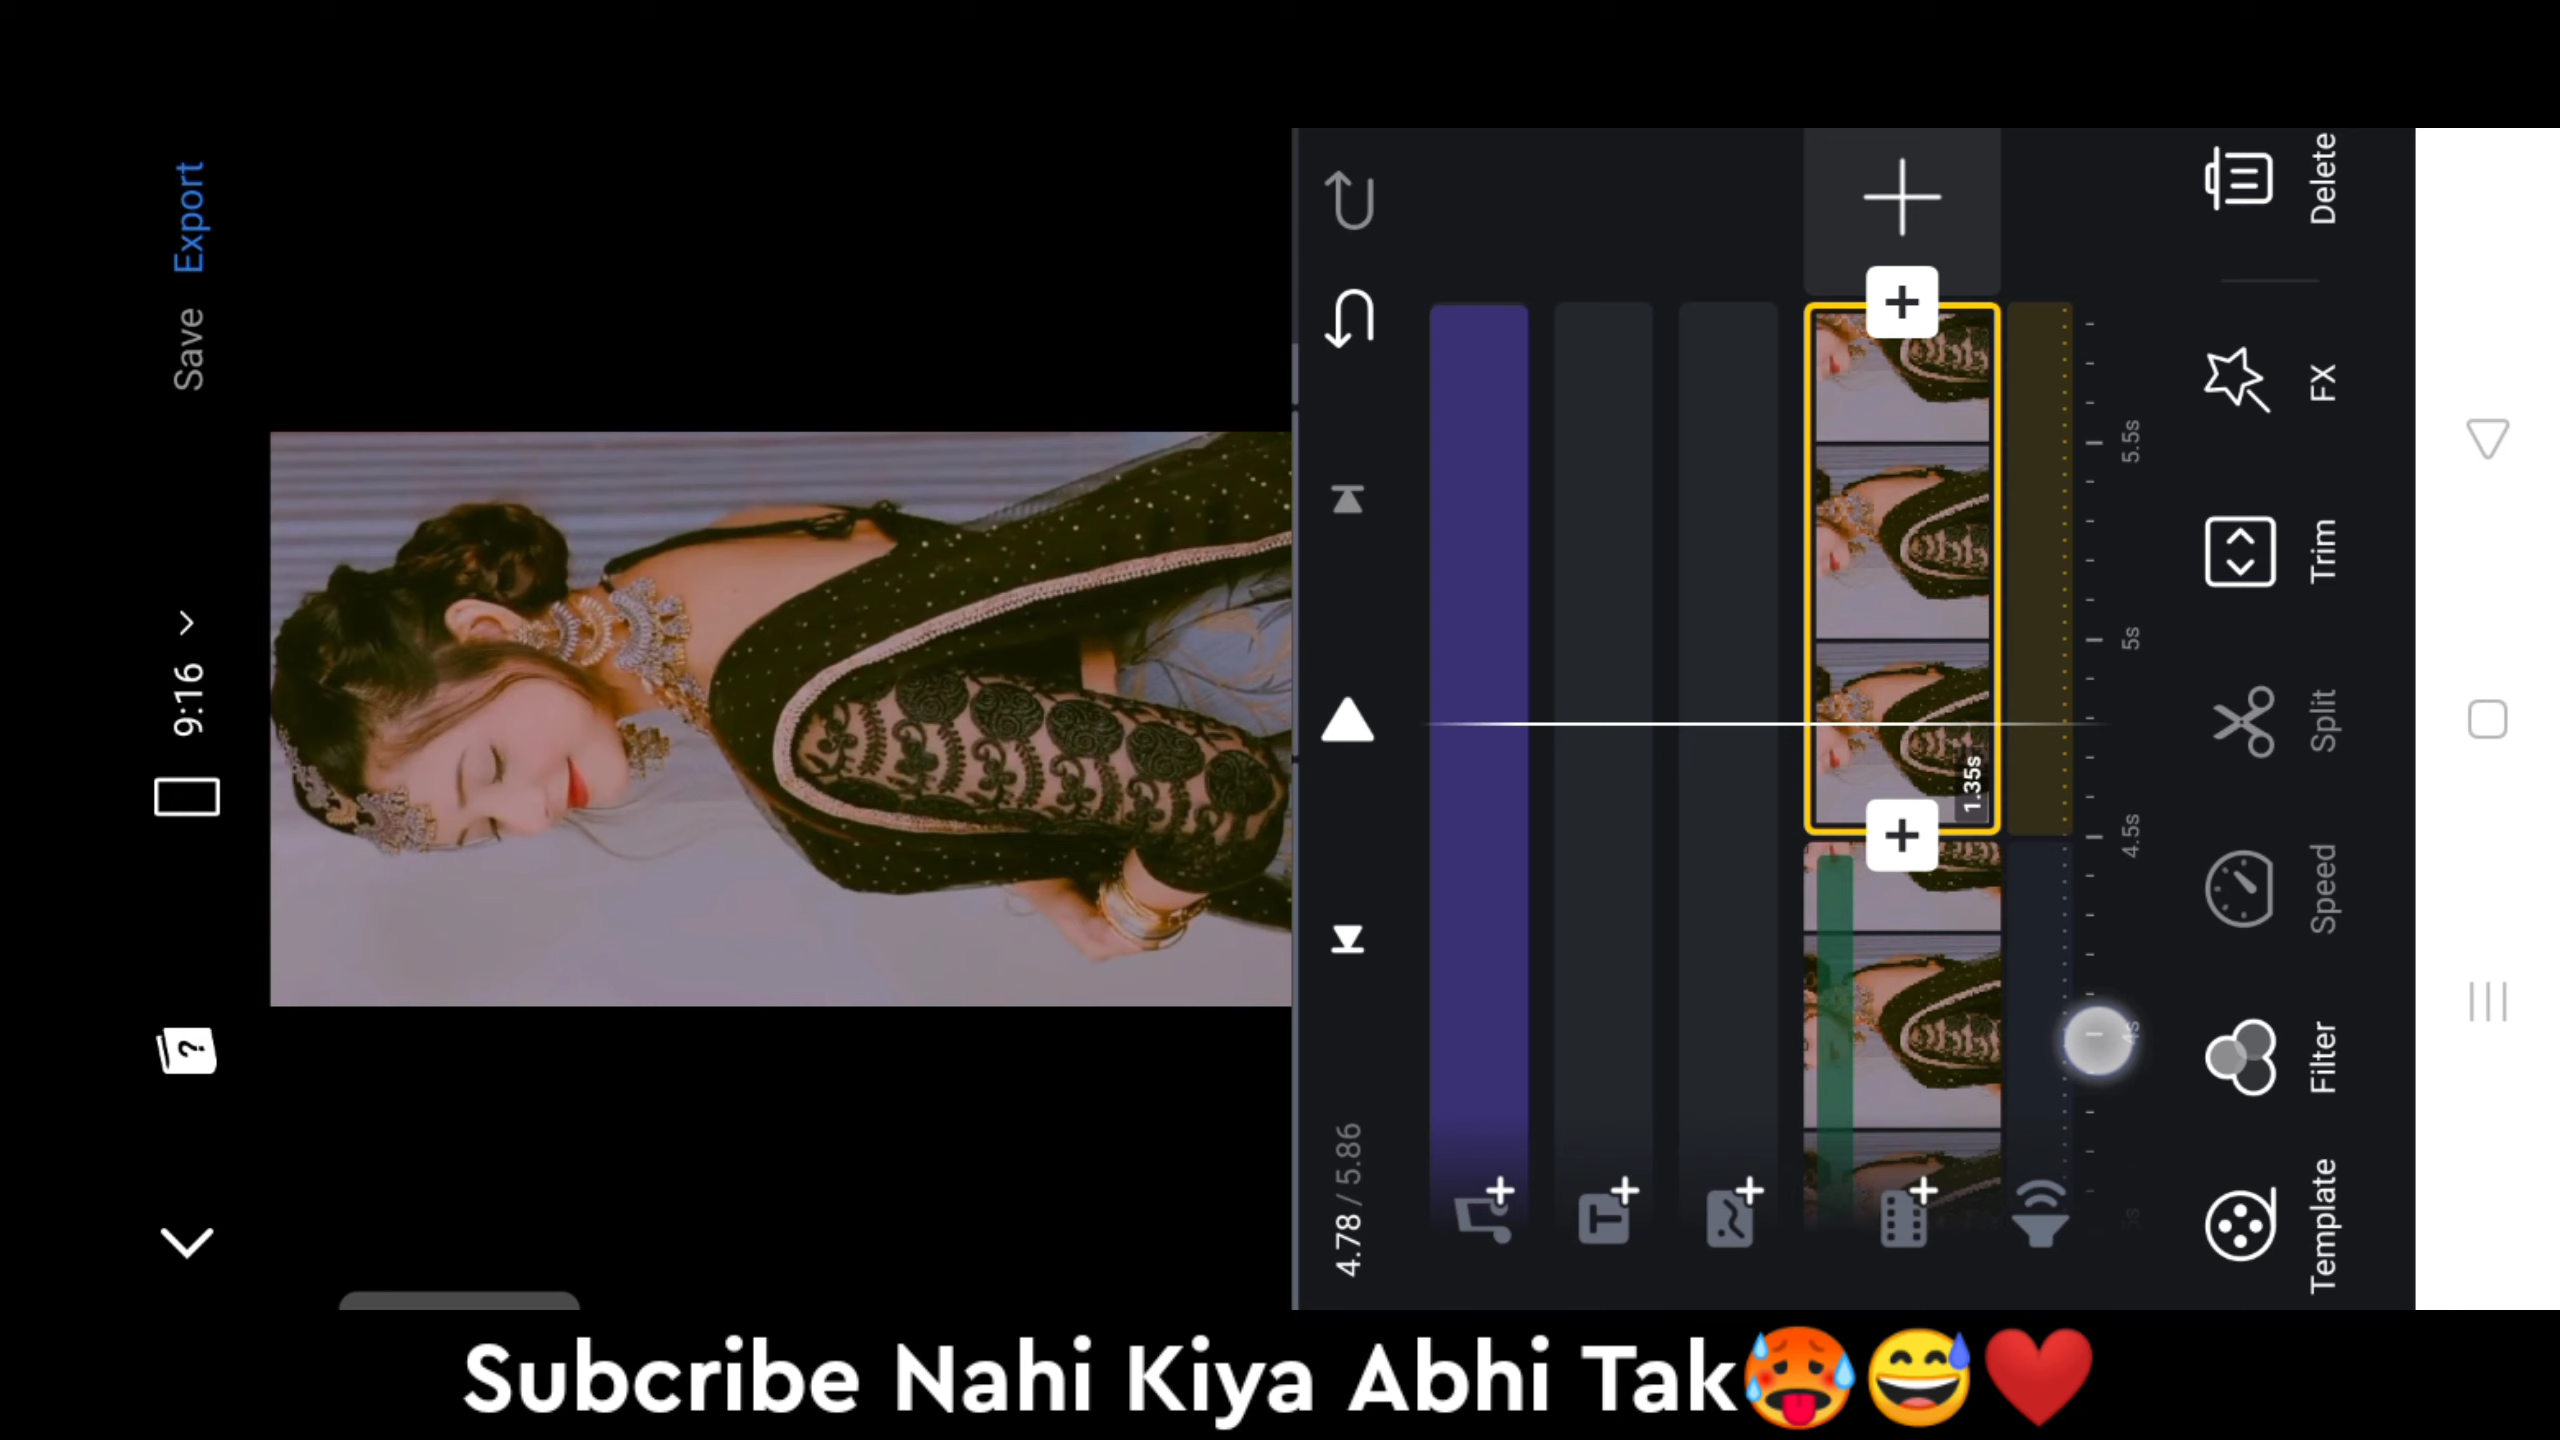 9:16
Save
Export
4.78 / 5.86
1.35s
4s
4.5s
5s
5.5s
Template
Filter
Speed
Split
Trim
FX
Delete
Subcribe Nahi Kiya Abhi Tak🥵😅❤️